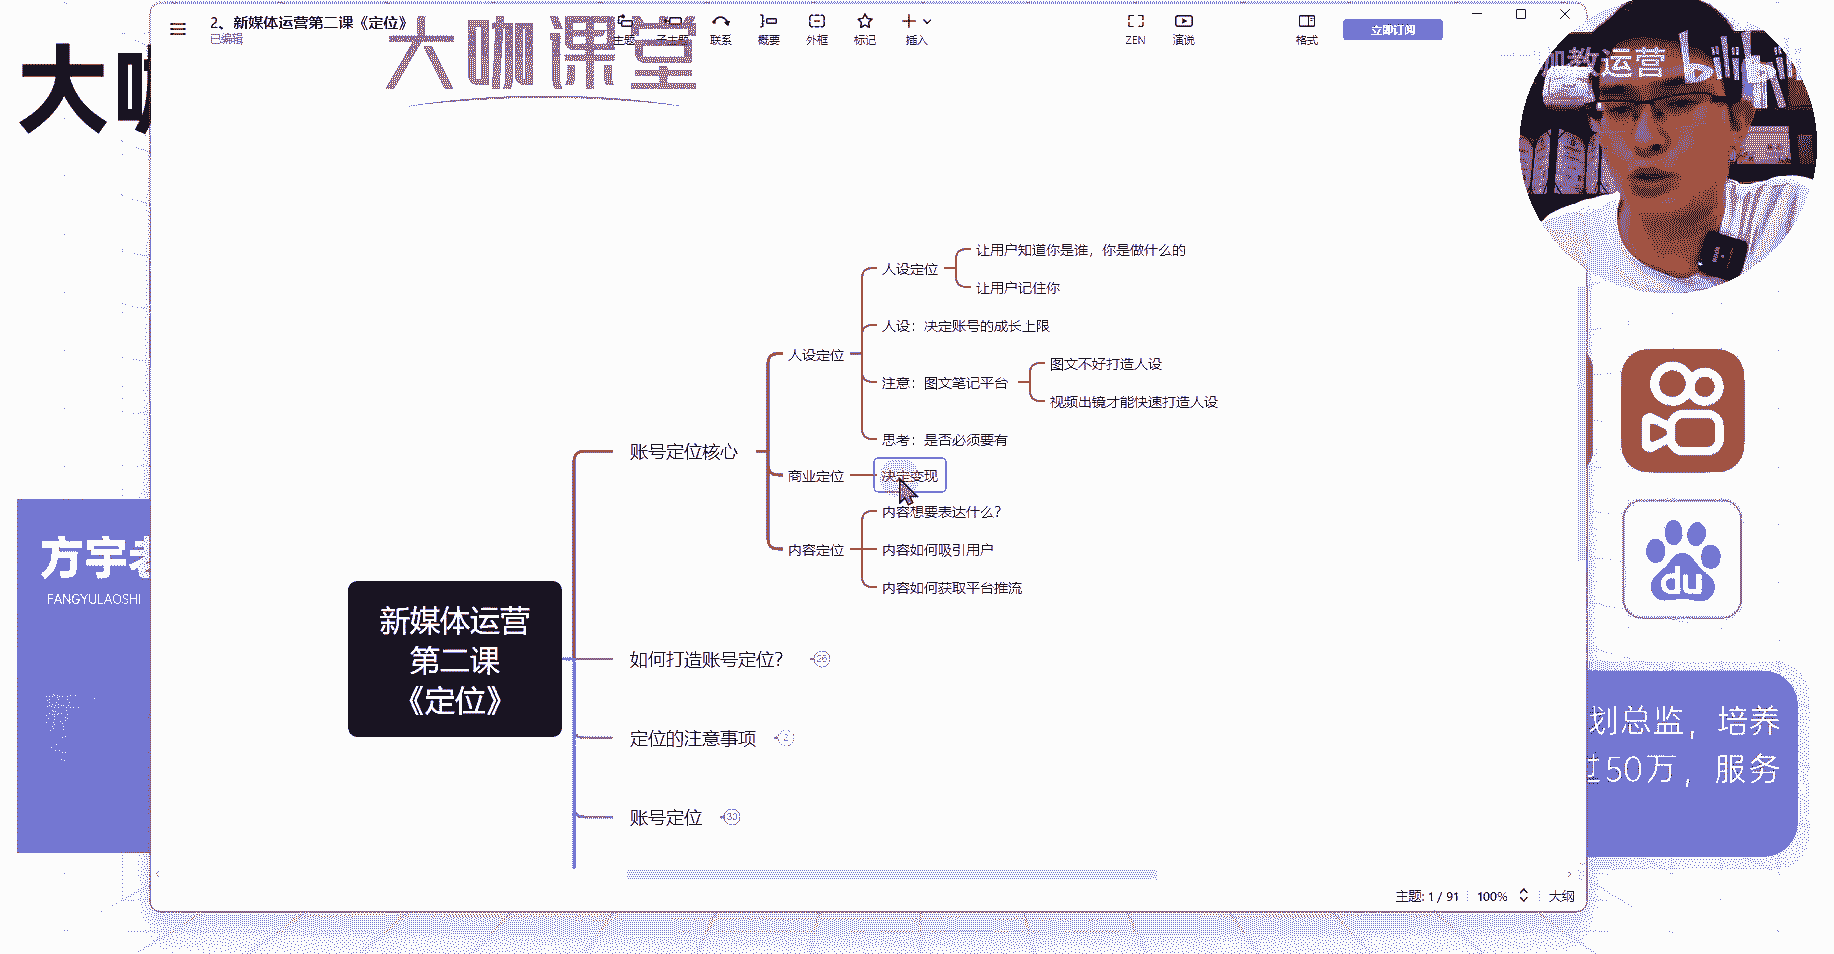 2、新媒体运营第二课《定位》
已编辑
主题
子主题
联系
概要
外框
标记
插入
ZEN
演说
格式
立即订阅
大咖课堂
加教运营
大咖
让用户知道你是谁，你是做什么的
人设定位
让用户记住你
人设：决定账号的成长上限
人设定位
图文不好打造人设
注意：图文笔记平台
视频出镜才能快速打造人设
思考：是否必须要有
账号定位核心
商业定位
决定变现
内容想要表达什么？
内容定位
内容如何吸引用户
内容如何获取平台推流
方宇老
FANGYULAOSHI
新媒体运营
第二课
《定位》
如何打造账号定位？
26
定位的注意事项
2
账号定位
30
du
划总监，培养
过50万，服务
主题: 1 / 91
100%
大纲